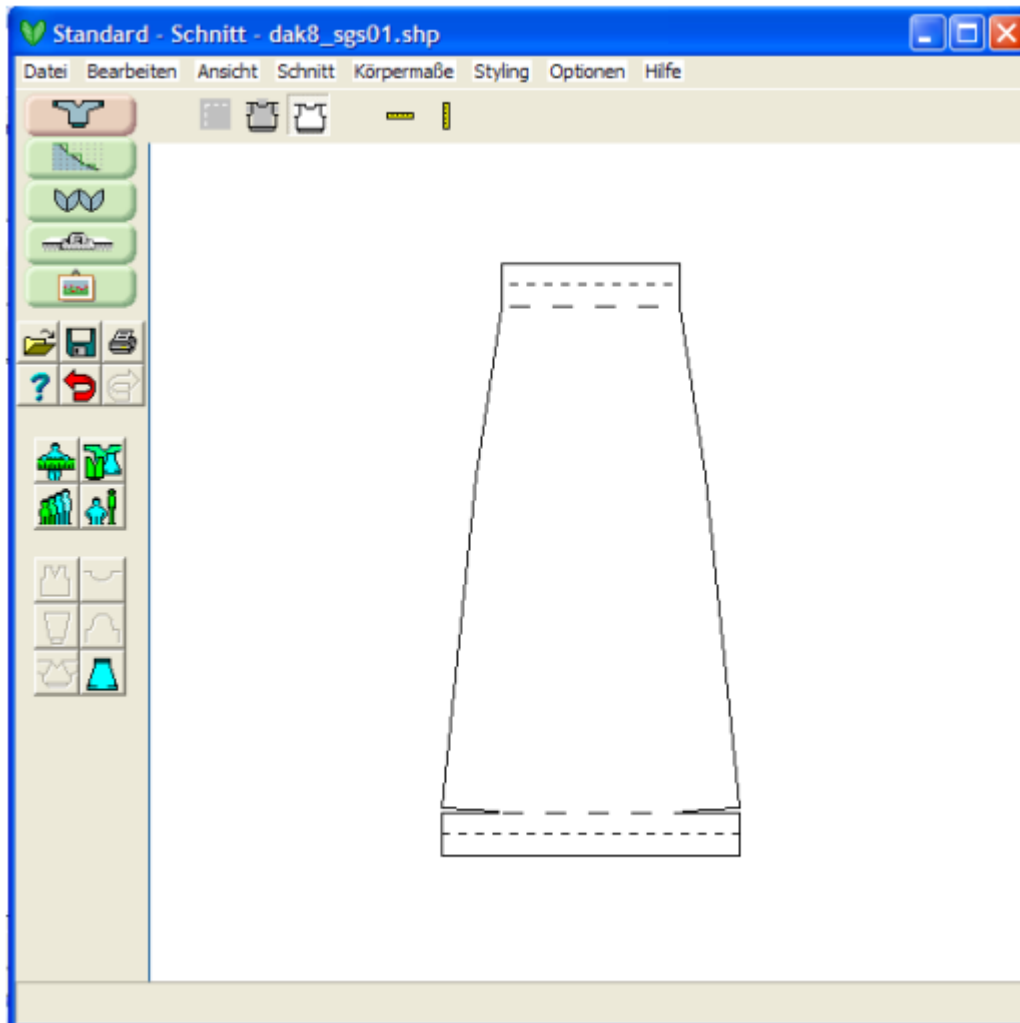 Standard - Schnitt - dak8_sgs01.shp
Datei Bearbeiten Ansicht Schnitt Körpermaße Styling Optionen Hilfe
?